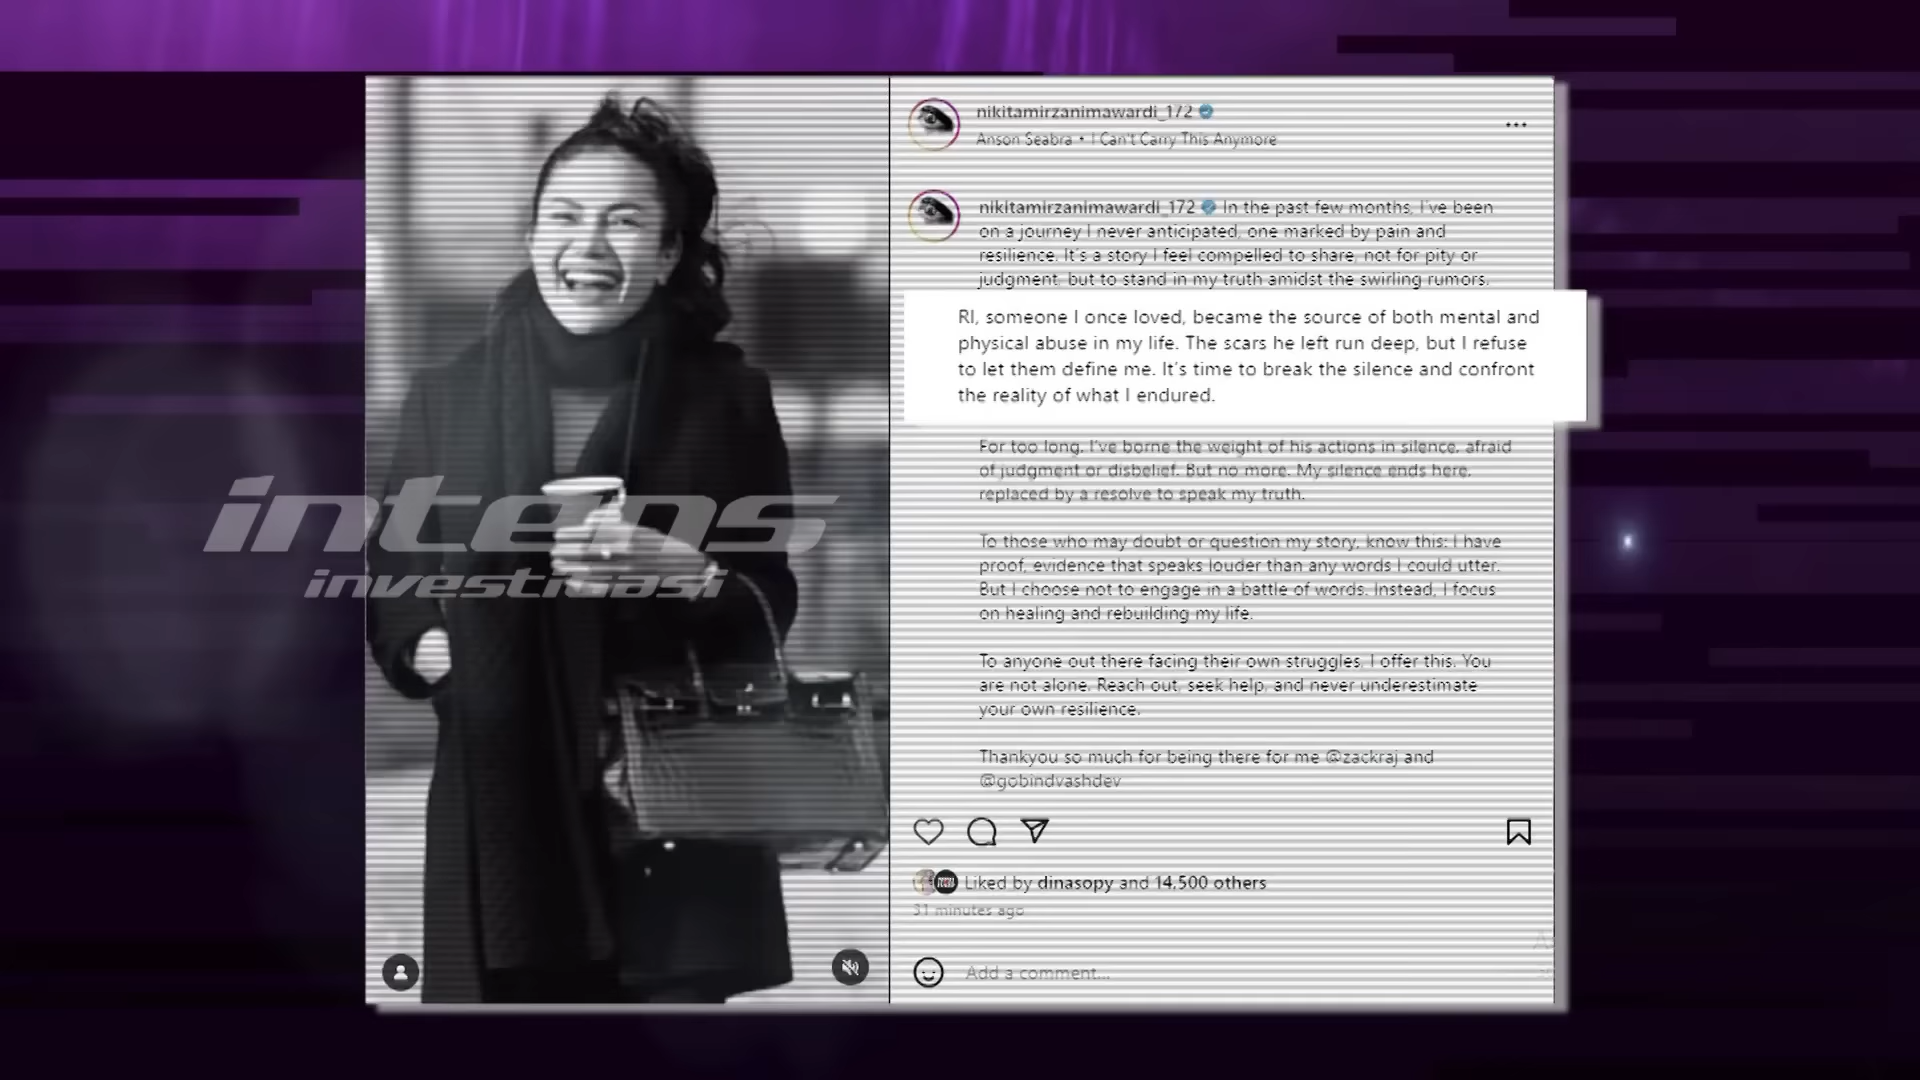 nikitamirzanimawardi_172
Anson Seabra • I Can't Carry This Anymore
nikitamirzanimawardi_172 In the past few months, I've been
on a journey I never anticipated, one marked by pain and
resilience. It's a story I feel compelled to share, not for pity or
judgment, but to stand in my truth amidst the swirling rumors.
RI, someone I once loved, became the source of both mental and
physical abuse in my life. The scars he left run deep, but I refuse
to let them define me. It's time to break the silence and confront
the reality of what I endured.
For too long, I've borne the weight of his actions in silence, afraid
of judgment or disbelief. But no more. My silence ends here,
replaced by a resolve to speak my truth.
To those who may doubt or question my story, know this: I have
proof, evidence that speaks louder than any words I could utter.
But I choose not to engage in a battle of words. Instead, I focus
on healing and rebuilding my life.
To anyone out there facing their own struggles, I offer this. You
are not alone. Reach out, seek help, and never underestimate
your own resilience.
Thankyou so much for being there for me @zackraj and
@gobindvashdev
Liked by dinasopy and 14,500 others
31 minutes ago
Add a comment...
intens
investigasi